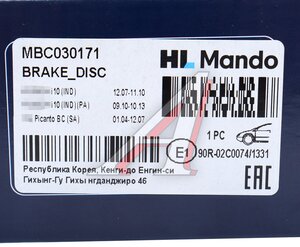 MBC030171
BRAKE_DISC
HL Mando
i10(IND) 12.07-11.10
i10(IND)(PA) 09.10-10.13
Picanto BC(SA) 01.04-12.07
1 PC
E1 90R-02C0074/1331
Республика Корея, Кенги-до Енгин-си
Гихынг-Гу Гихы нгданджиро 46
EAC